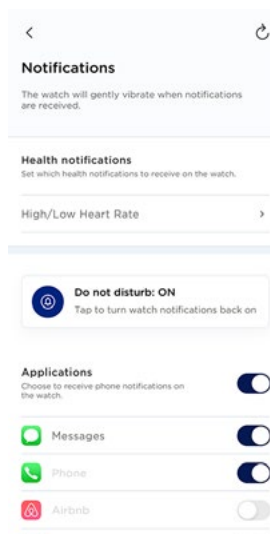 Notifications
The watch will gently vibrate when notifications
are received.
Health notifications
Set which health notifications to receive on the watch.
High/Low Heart Rate
Do not disturb: ON
Tap to turn watch notifications back on
Applications
Choose to receive phone notifications on
the watch.
Messages
Phone
Airbnb